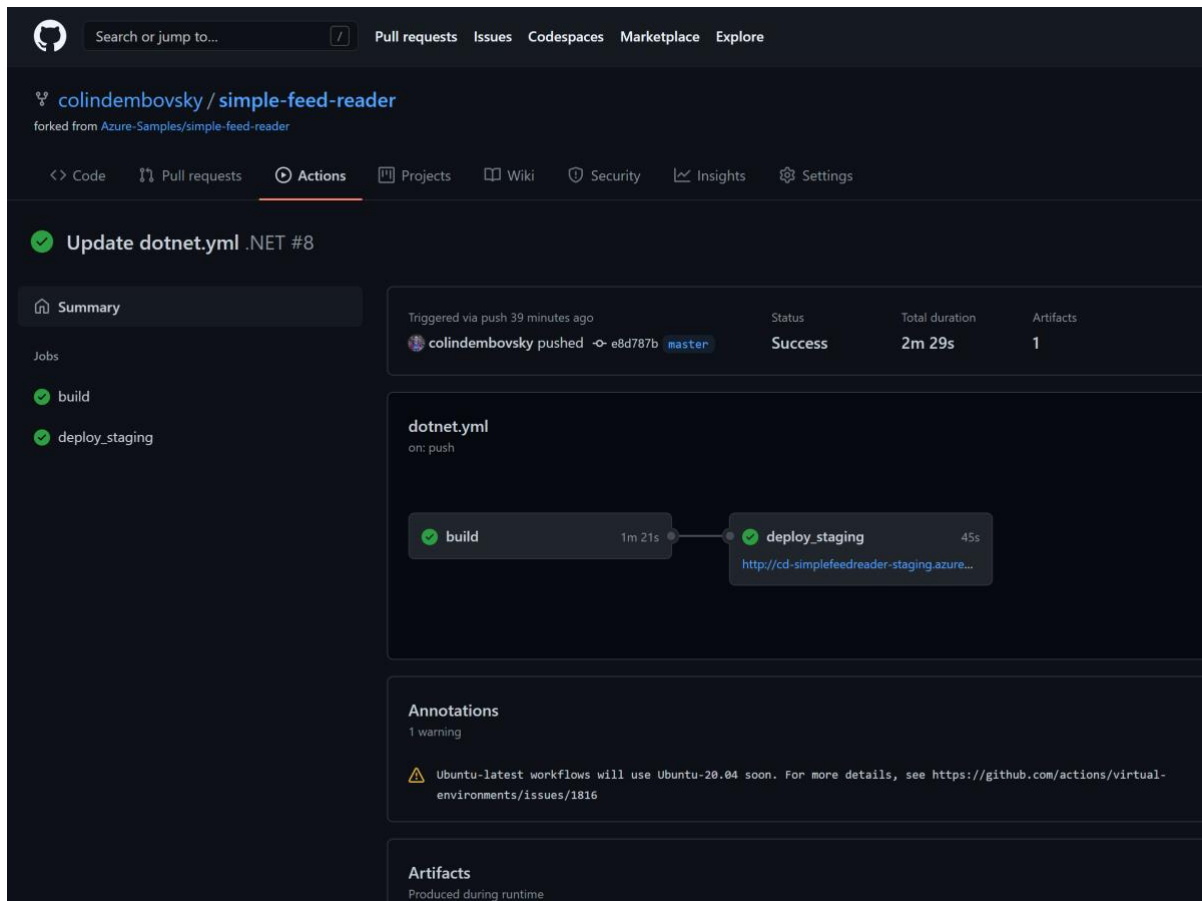 Search or jump to... / Pull requests Issues Codespaces Marketplace Explore
colindembovsky / simple-feed-reader
forked from Azure-Samples/simple-feed-reader
<> Code Pull requests Actions Projects Wiki Security Insights Settings
Update dotnet.yml .NET #8
Summary
Jobs
build
deploy_staging
Triggered via push 39 minutes ago Status Total duration Artifacts
colindembovsky pushed e8d787b master Success 2m 29s 1
dotnet.yml
on: push
build 1m 21s deploy_staging 45s
http://cd-simplefeedreader-staging.azure...
Annotations
1 warning
Ubuntu-latest workflows will use Ubuntu-20.04 soon. For more details, see https://github.com/actions/virtual-
environments/issues/1816
Artifacts
Produced during runtime